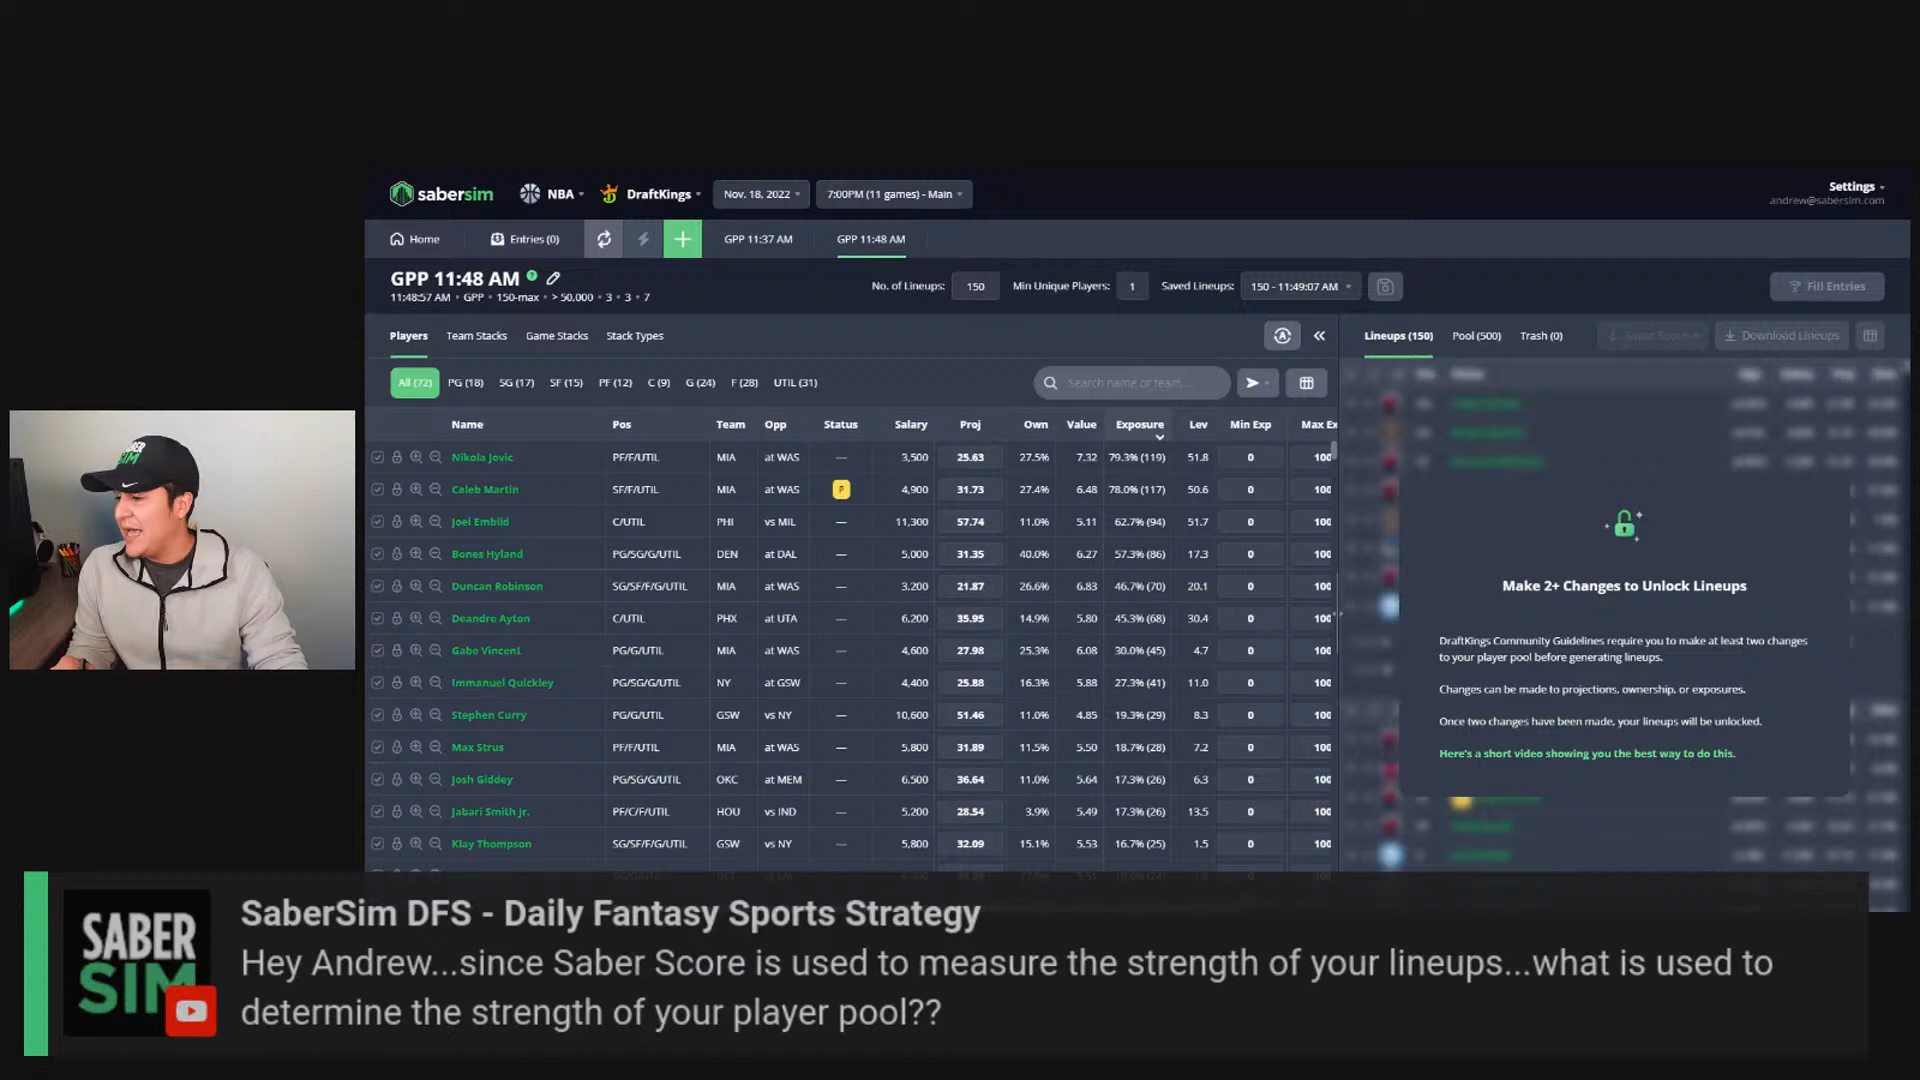 sabersim NBA DraftKings Nov. 18, 2022 7:00PM (11 games) - Main Settings
andrew@sabersim.com
Home Entries (0) + GPP 11:37 AM GPP 11:48 AM
GPP 11:48 AM ?
11:48:57 AM • GPP • 150-max • > 50,000 • 3 • 3 • 7
No. of Lineups: 150 Min Unique Players: 1 Saved Lineups: 150 - 11:49:07 AM Fill Entries
Players Team Stacks Game Stacks Stack Types A «
Lineups (150) Pool (500) Trash (0) Download Lineups
All (72) PG (18) SG (17) SF (15) PF (12) C (9) G (24) F (28) UTIL (31) Search name or team...
Name Pos Team Opp Status Salary Proj Own Value Exposure Lev Min Exp Max Ex
Nikola Jovic PF/F/UTIL MIA at WAS — 3,500 25.63 27.5% 7.32 79.3% (119) 51.8 0 100
Caleb Martin SF/F/UTIL MIA at WAS P 4,900 31.73 27.4% 6.48 78.0% (117) 50.6 0 100
Joel Embiid C/UTIL PHI vs MIL — 11,300 57.74 11.0% 5.11 62.7% (94) 51.7 0 100
Bones Hyland PG/SG/G/UTIL DEN at DAL — 5,000 31.35 40.0% 6.27 57.3% (86) 17.3 0 100
Duncan Robinson SG/SF/F/G/UTIL MIA at WAS — 3,200 21.87 26.6% 6.83 46.7% (70) 20.1 0 100
Deandre Ayton C/UTIL PHX at UTA — 6,200 35.95 14.9% 5.80 45.3% (68) 30.4 0 100
Gabe Vincent PG/G/UTIL MIA at WAS — 4,600 27.98 25.3% 6.08 30.0% (45) 4.7 0 100
Immanuel Quickley PG/SG/G/UTIL NY at GSW — 4,400 25.88 16.3% 5.88 27.3% (41) 11.0 0 100
Stephen Curry PG/G/UTIL GSW vs NY — 10,600 51.46 11.0% 4.85 19.3% (29) 8.3 0 100
Max Strus PF/F/UTIL MIA at WAS — 5,800 31.89 11.5% 5.50 18.7% (28) 7.2 0 100
Josh Giddey PG/SG/G/UTIL OKC at MEM — 6,500 36.64 11.0% 5.64 17.3% (26) 6.3 0 100
Jabari Smith Jr. PF/C/F/UTIL HOU vs IND — 5,200 28.54 3.9% 5.49 17.3% (26) 13.5 0 100
Klay Thompson SG/SF/F/G/UTIL GSW vs NY — 5,800 32.09 15.1% 5.53 16.7% (25) 1.5 0 100
Make 2+ Changes to Unlock Lineups
DraftKings Community Guidelines require you to make at least two changes
to your player pool before generating lineups.
Changes can be made to projections, ownership, or exposures.
Once two changes have been made, your lineups will be unlocked.
Here's a short video showing you the best way to do this.
SABER
SIM
SABER
SIM
SaberSim DFS - Daily Fantasy Sports Strategy
Hey Andrew...since Saber Score is used to measure the strength of your lineups...what is used to
determine the strength of your player pool??